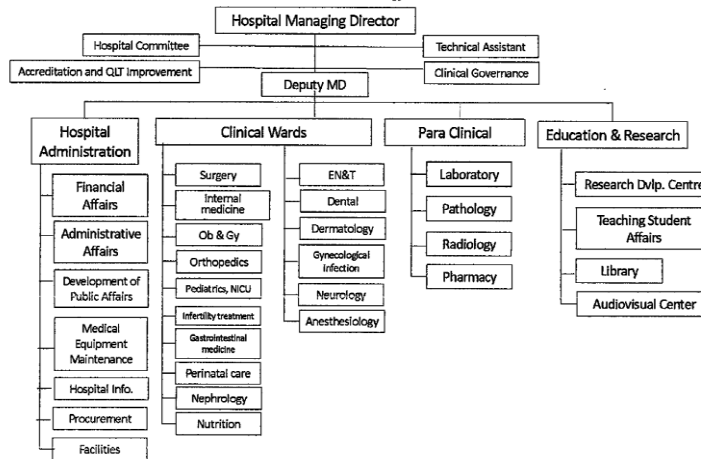 Hospital Managing Director
Hospital Committee
Technical Assistant
Accreditation and QLT Improvement
Clinical Governance
Deputy MD
Hospital
Administration
Clinical Wards
Para Clinical
Education & Research
Financial
Affairs
Administrative
Affairs
Development of
Public Affairs
Medical
Equipment
Maintenance
Hospital Info.
Procurement
Facilities
Surgery
Internal
medicine
Ob & Gy
Orthopedics
Pediatrics, NICU
Infertility treatment
Gastrointestinal
medicine
Perinatal care
Nephrology
Nutrition
EN&T
Dental
Dermatology
Gynecological
infection
Neurology
Anesthesiology
Laboratory
Pathology
Radiology
Pharmacy
Research Dvlp. Centre
Teaching Student
Affairs
Library
Audiovisual Center